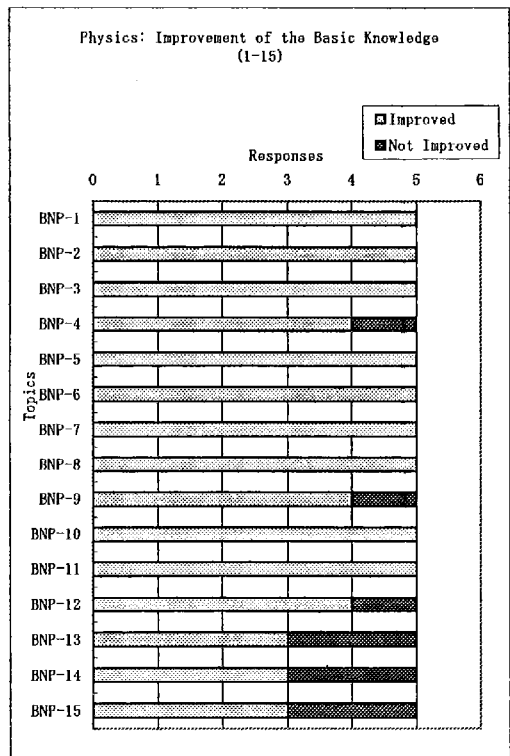 Physics: Improvement of the Basic Knowledge
(1-15)
Improved
Not Improved
Responses
0 1 2 3 4 5 6
BNP-1
BNP-2
BNP-3
BNP-4
BNP-5
BNP-6
BNP-7
BNP-8
BNP-9
BNP-10
BNP-11
BNP-12
BNP-13
BNP-14
BNP-15
Topics